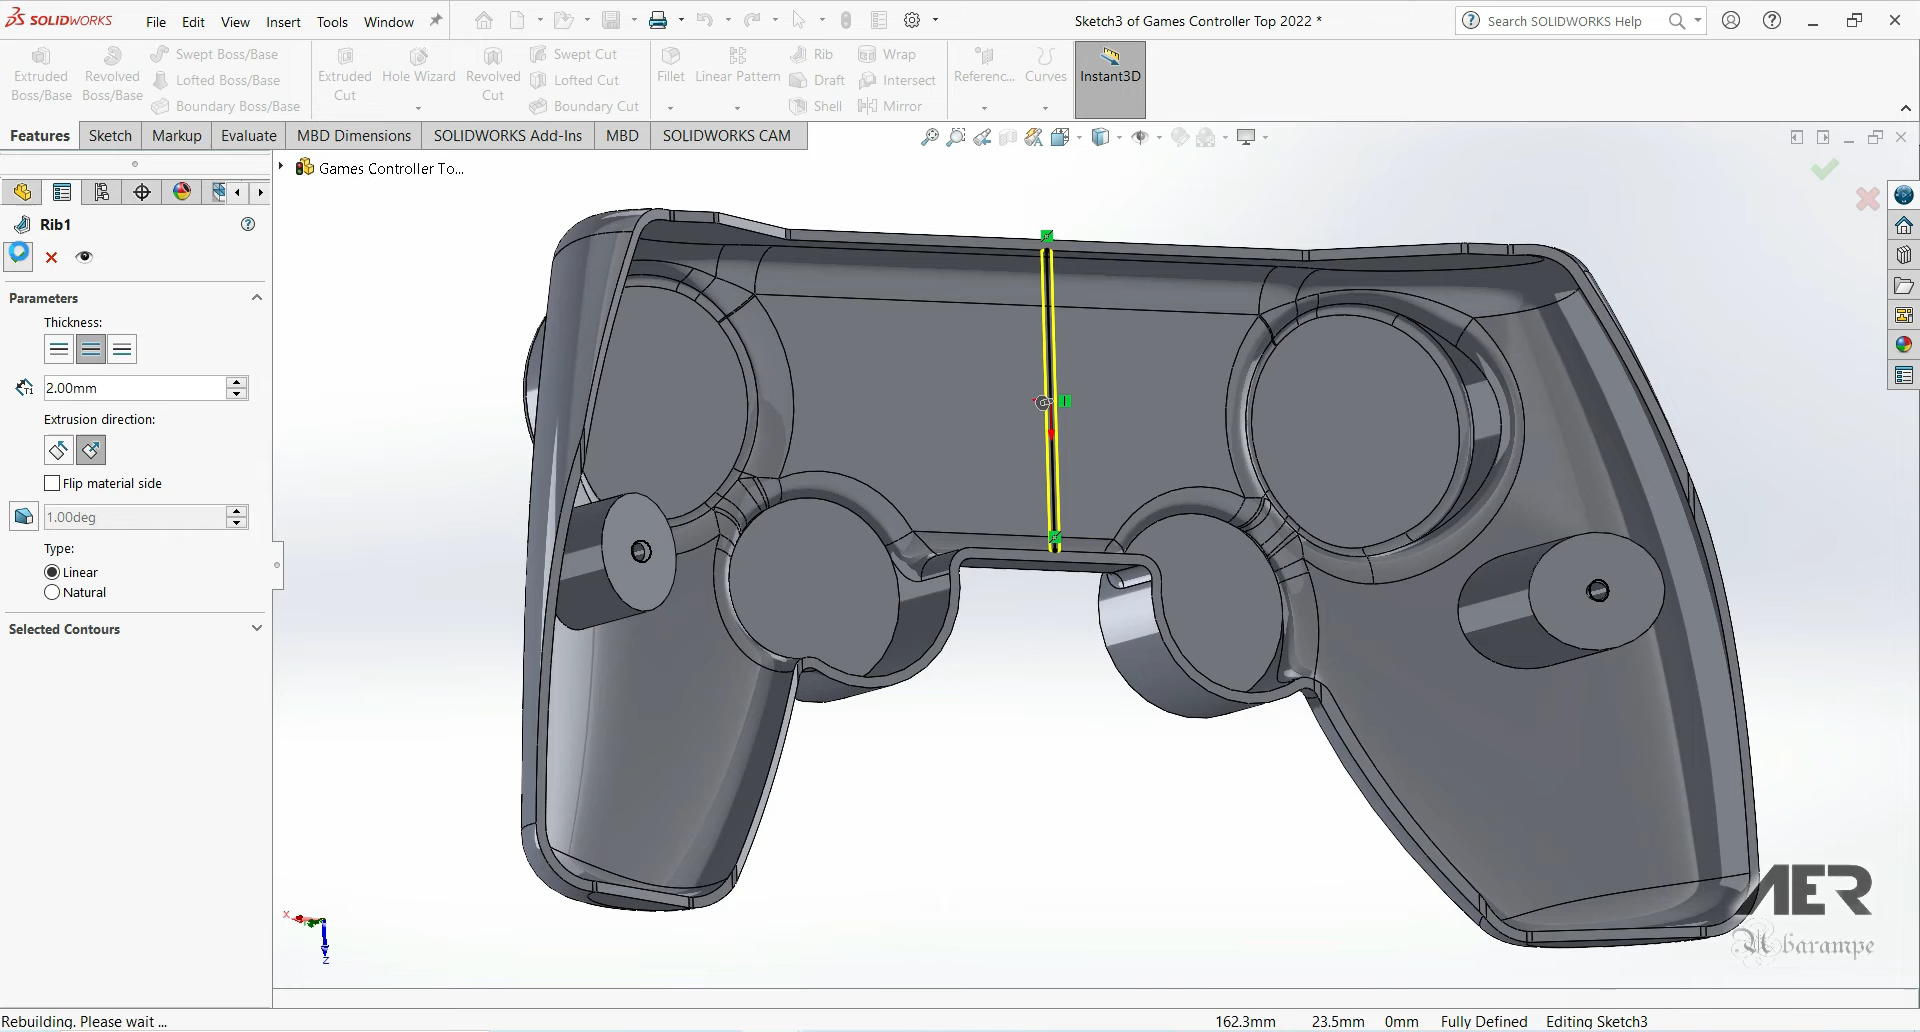 SOLIDWORKS
File Edit View Insert Tools Window
Sketch3 of Games Controller Top 2022 *
Search SOLIDWORKS Help
Extruded Boss/Base
Revolved Boss/Base
Swept Boss/Base
Lofted Boss/Base
Boundary Boss/Base
Extruded Cut
Hole Wizard
Revolved Cut
Swept Cut
Lofted Cut
Boundary Cut
Fillet
Linear Pattern
Rib
Draft
Shell
Wrap
Intersect
Mirror
Referenc...
Curves
Instant3D
Features Sketch Markup Evaluate MBD Dimensions SOLIDWORKS Add-Ins MBD SOLIDWORKS CAM
Games Controller To...
Rib1
Parameters
Thickness:
2.00mm
Extrusion direction:
Flip material side
1.00deg
Type:
Linear
Natural
Selected Contours
X
Z
AER
Abarampe
Rebuilding. Please wait ...
162.3mm 23.5mm 0mm Fully Defined Editing Sketch3